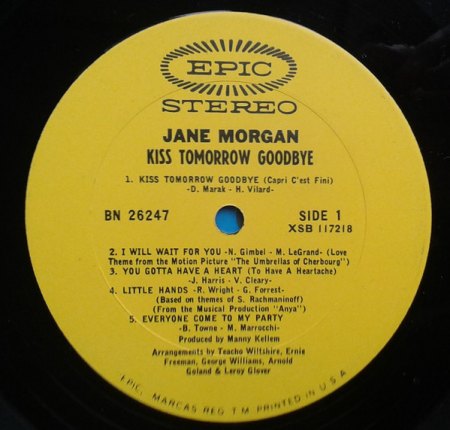 EPIC
STEREO
JANE MORGAN
KISS TOMORROW GOODBYE
1. KISS TOMORROW GOODBYE (Capri C'est Fini)
-D. Marak - H. Vilard-
BN 26247
SIDE 1
XSB 117218
2. I WILL WAIT FOR YOU -N. Gimbel - M. LeGrand- (Love
Theme from the Motion Picture "The Umbrellas of Cherbourg")
3. YOU GOTTA HAVE A HEART (To Have A Heartache)
-J. Harris - V. Cleary-
4. LITTLE HANDS -R. Wright - G. Forrest-
(Based on themes of S. Rachmaninoff)
(From the Musical Production "Anya")
5. EVERYONE COME TO MY PARTY
-B. Towne - M. Marrocchi-
Produced by Manny Kellem
Arrangements by Teacho Wiltshire, Ernie
Freeman, George Williams, Arnold
Goland & Leroy Glover
EPIC, MARCAS REG. T.M. PRINTED IN U.S.A